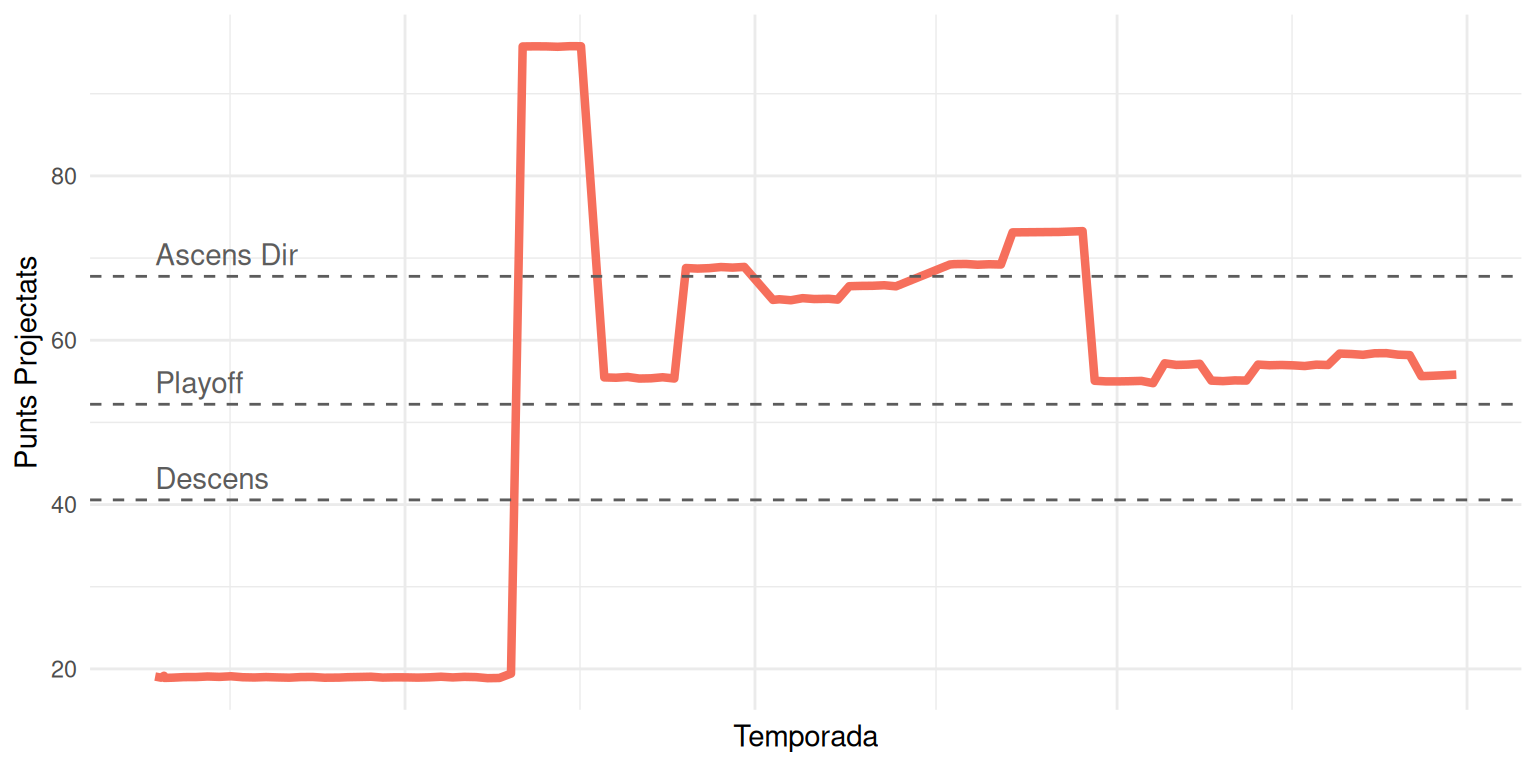 80
Ascens Dir
60
Playoff
Descens
40
20
Punts Projectats
Temporada